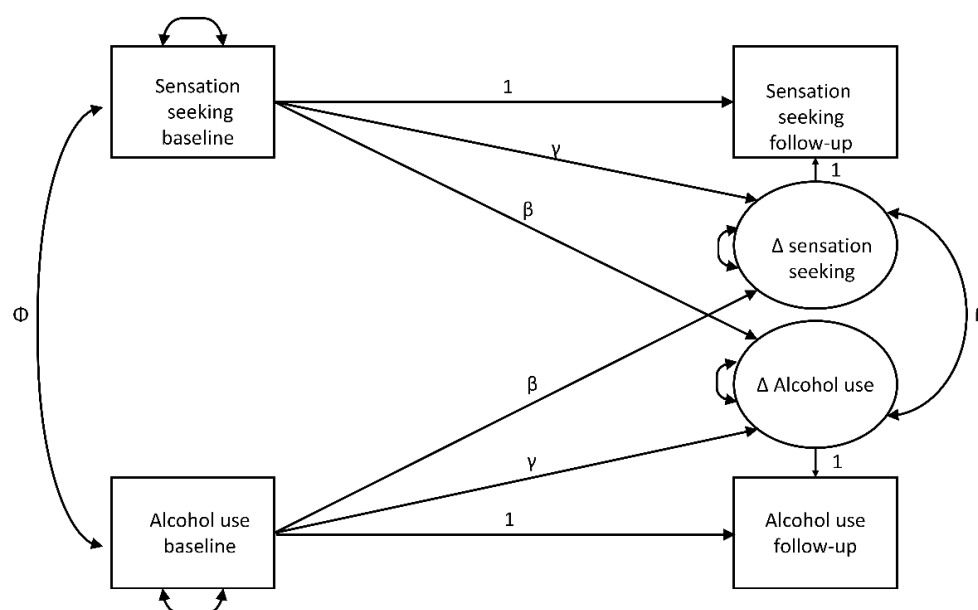 Sensation
seeking
baseline
1
Sensation
seeking
follow-up
γ
1
β
Δ sensation
seeking
Φ
β
Δ Alcohol use
γ
1
Alcohol use
baseline
1
Alcohol use
follow-up